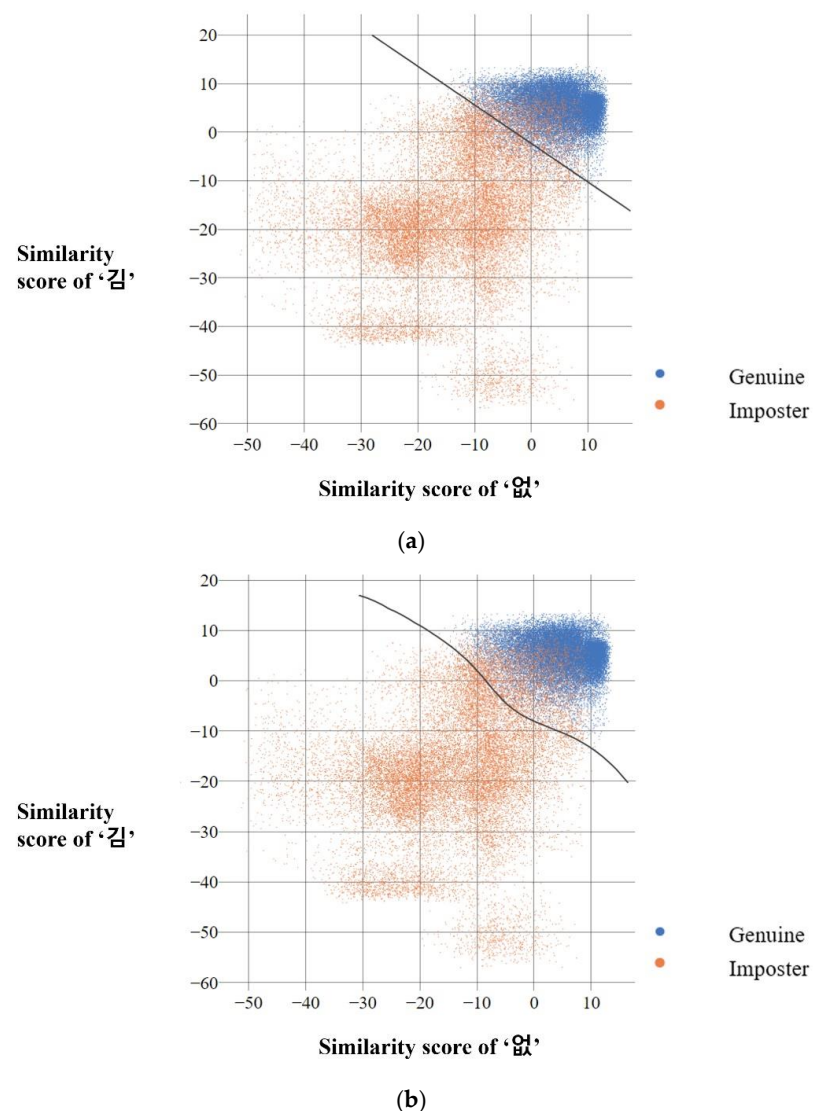 20
10
0
−10
−20
−30
−40
−50
−60
Similarity
score of ‘김’
Genuine
Imposter
−50 −40 −30 −20 −10 0 10
Similarity score of ‘없’
(a)
20
10
0
−10
−20
−30
−40
−50
−60
Similarity
score of ‘김’
Genuine
Imposter
−50 −40 −30 −20 −10 0 10
Similarity score of ‘없’
(b)